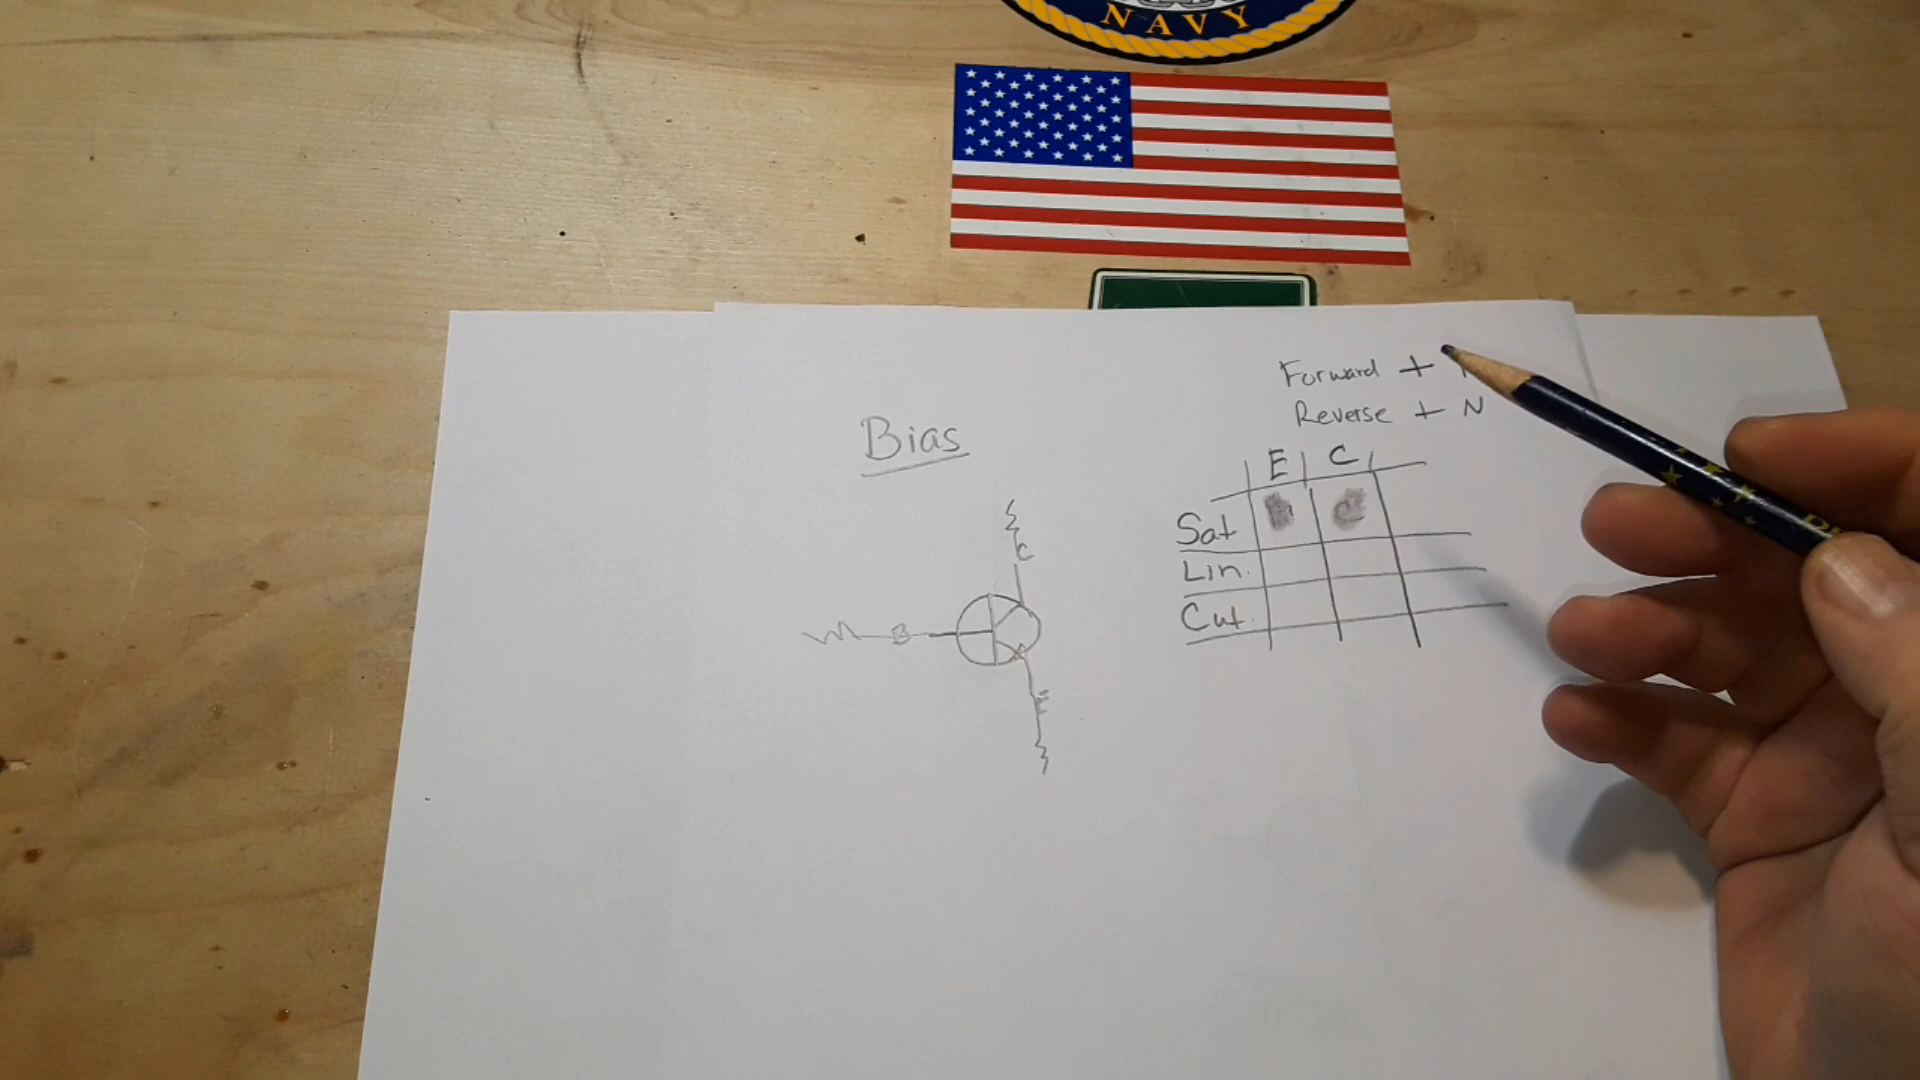 NAVY
Forward +
Reverse + N
Bias
E C
Sat
Lin.
Cut.
C
B
E